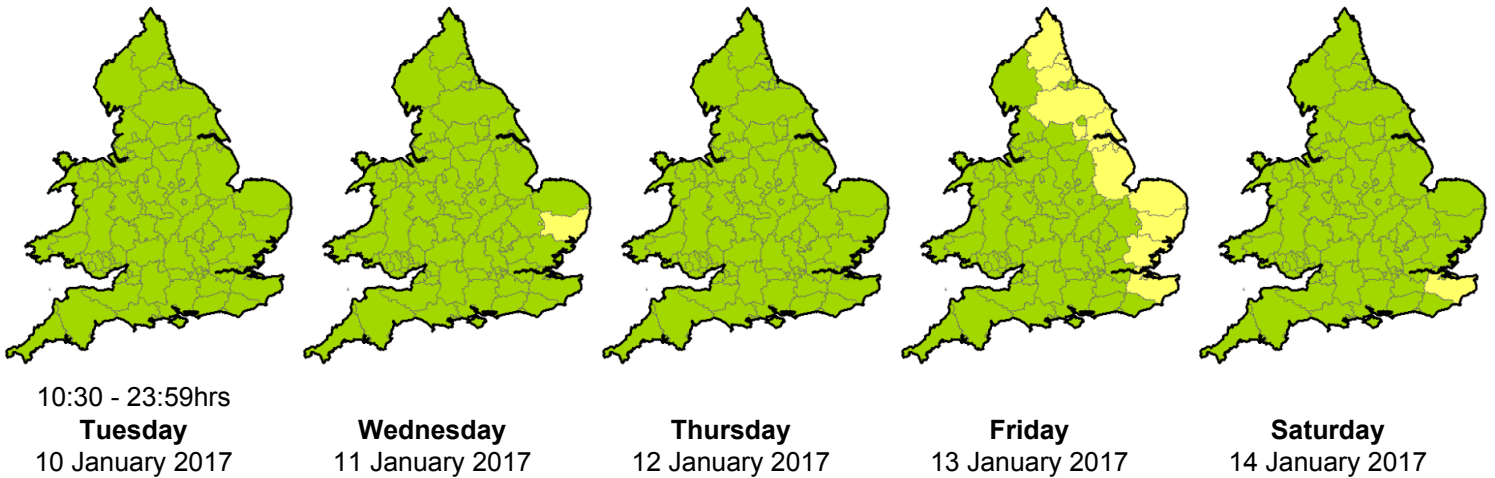 10:30 - 23:59hrs
Tuesday
10 January 2017
Wednesday
11 January 2017
Thursday
12 January 2017
Friday
13 January 2017
Saturday
14 January 2017